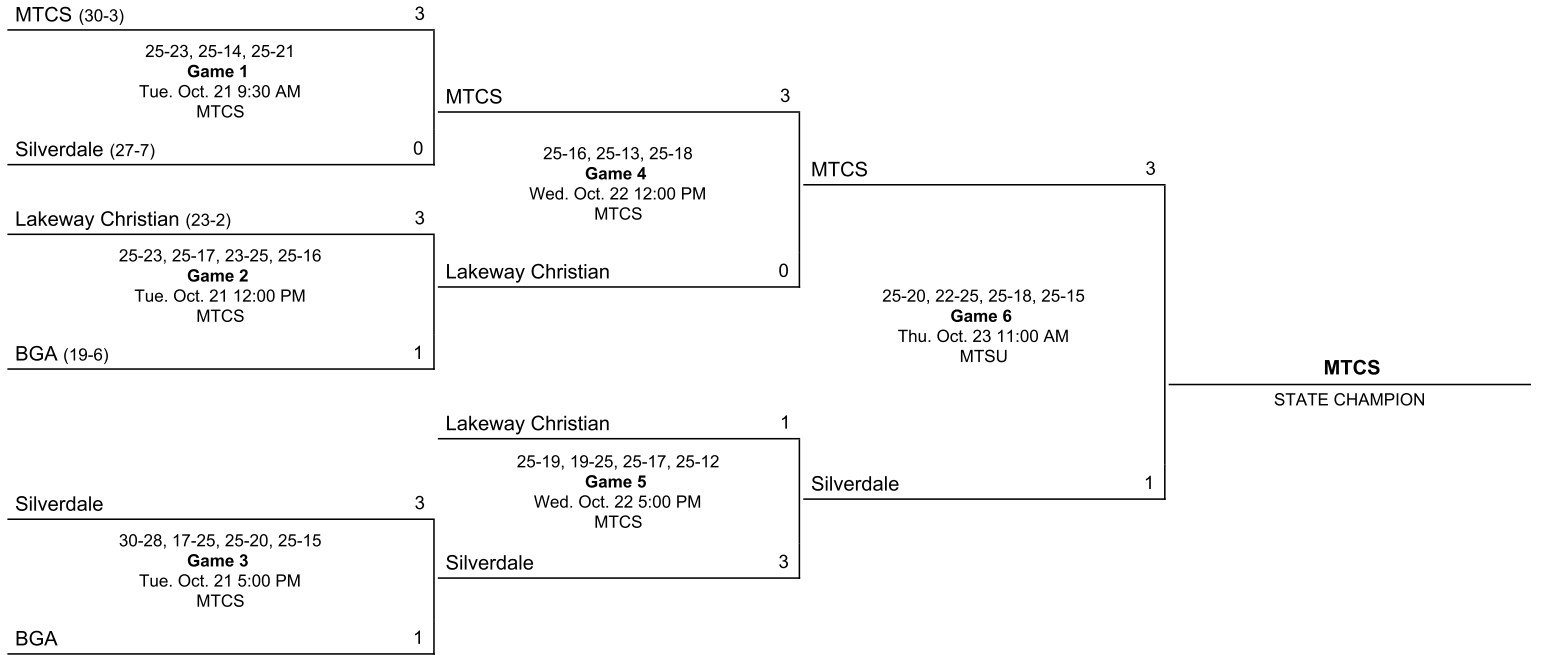 MTCS (30-3) 3
25-23, 25-14, 25-21
Game 1
Tue. Oct. 21 9:30 AM
MTCS
Silverdale (27-7) 0
Lakeway Christian (23-2) 3
25-23, 25-17, 23-25, 25-16
Game 2
Tue. Oct. 21 12:00 PM
MTCS
BGA (19-6) 1
Silverdale 3
30-28, 17-25, 25-20, 25-15
Game 3
Tue. Oct. 21 5:00 PM
MTCS
BGA 1
MTCS 3
25-16, 25-13, 25-18
Game 4
Wed. Oct. 22 12:00 PM
MTCS
Lakeway Christian 0
Lakeway Christian 1
25-19, 19-25, 25-17, 25-12
Game 5
Wed. Oct. 22 5:00 PM
MTCS
Silverdale 3
MTCS 3
25-20, 22-25, 25-18, 25-15
Game 6
Thu. Oct. 23 11:00 AM
MTSU
Silverdale 1
MTCS
STATE CHAMPION